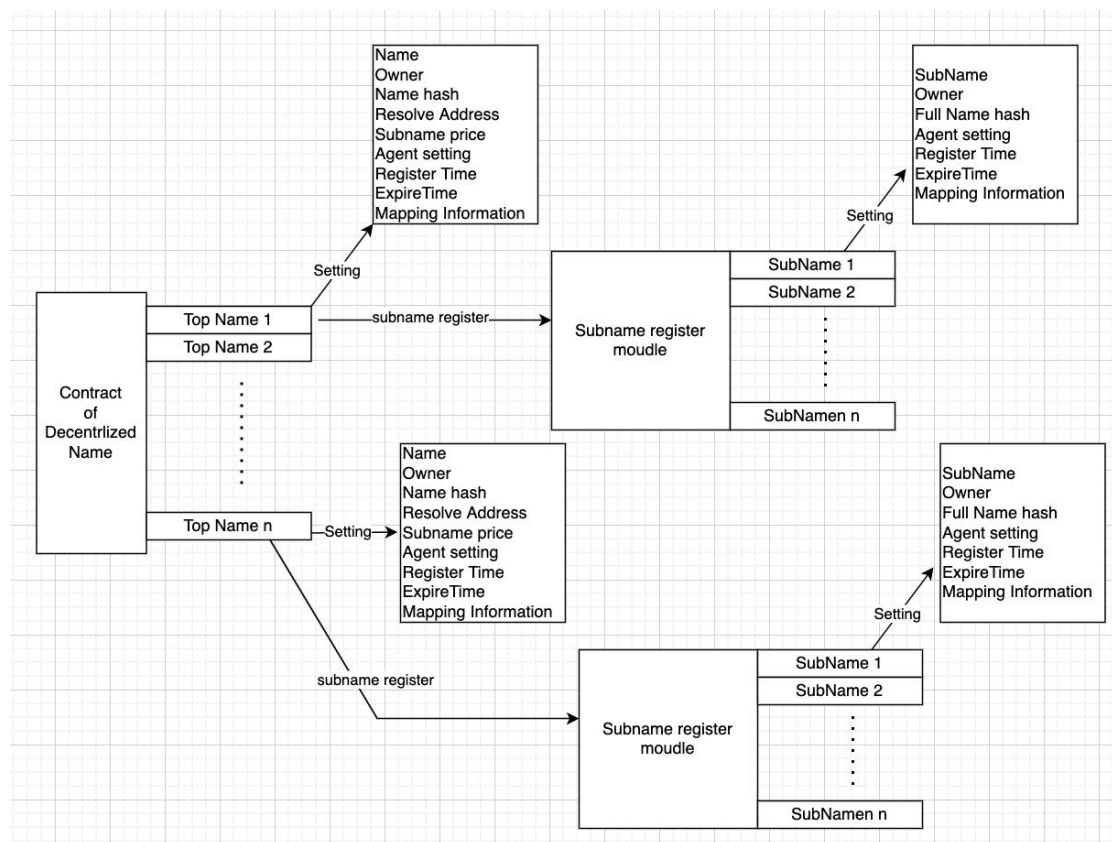 Name
Owner
Name hash
Resolve Address
Subname price
Agent setting
Register Time
ExpireTime
Mapping Information
SubName
Owner
Full Name hash
Agent setting
Register Time
ExpireTime
Mapping Information
Setting
Setting
Contract
of
Decentrlized
Name
Top Name 1
Top Name 2
Top Name n
subname register
Subname register
moudle
SubName 1
SubName 2
SubNamen n
Name
Owner
Name hash
Resolve Address
Subname price
Agent setting
Register Time
ExpireTime
Mapping Information
SubName
Owner
Full Name hash
Agent setting
Register Time
ExpireTime
Mapping Information
Setting
Setting
subname register
Subname register
moudle
SubName 1
SubName 2
SubNamen n